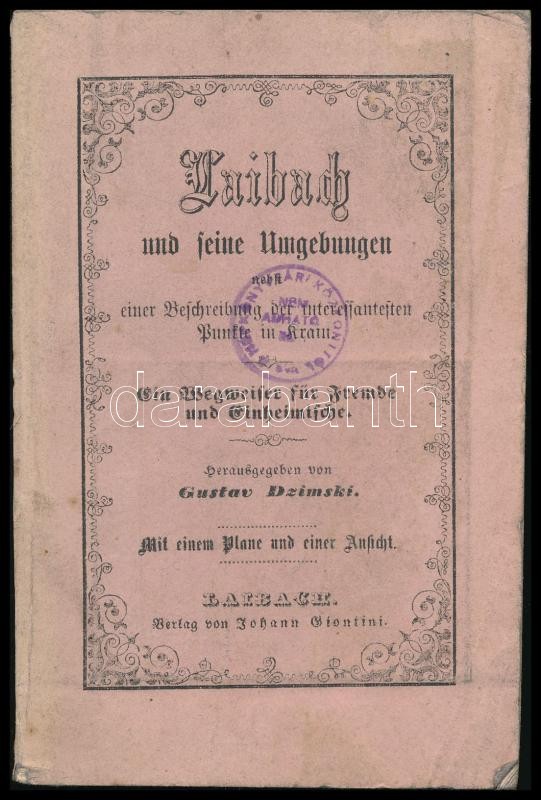 Laibach
und seine Umgebungen
nebst
einer Beschreibung der interessantesten
Punkte in Krain.
Ein Wegweiser für Fremde
und Einheimische.
Herausgegeben von
Gustav Dzimski.
Mit einem Plane und einer Ansicht.
LAIBACH.
Verlag von Johann Giontini.
darabanth